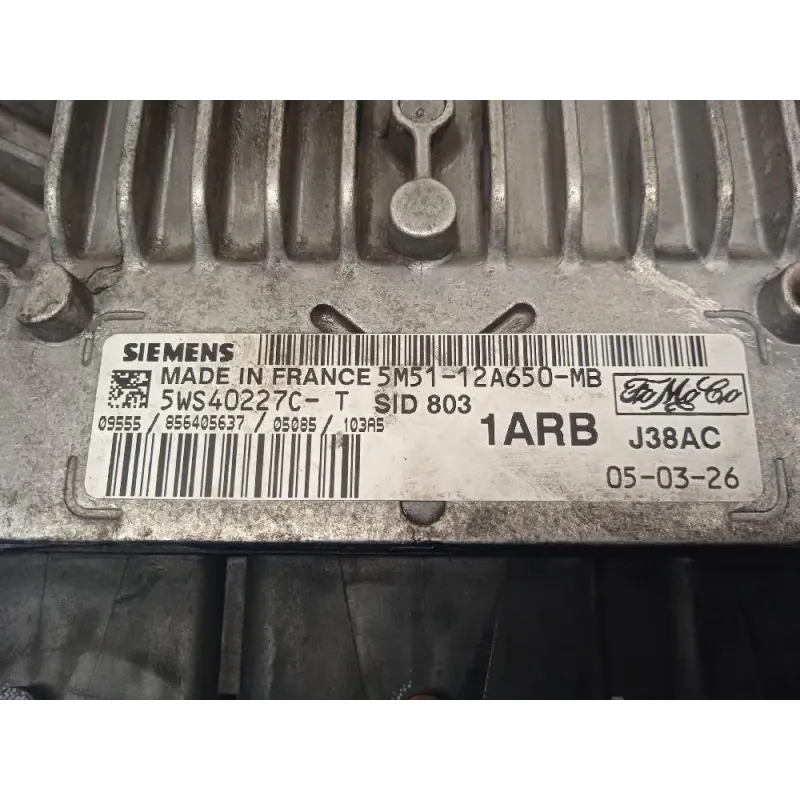 SIEMENS
MADE IN FRANCE 5M51-12A650-MB
5WS40227C- T SID 803
FoMoCo
09555 / 856405637 / 05085 / 103A5
1ARB J38AC
05-03-26